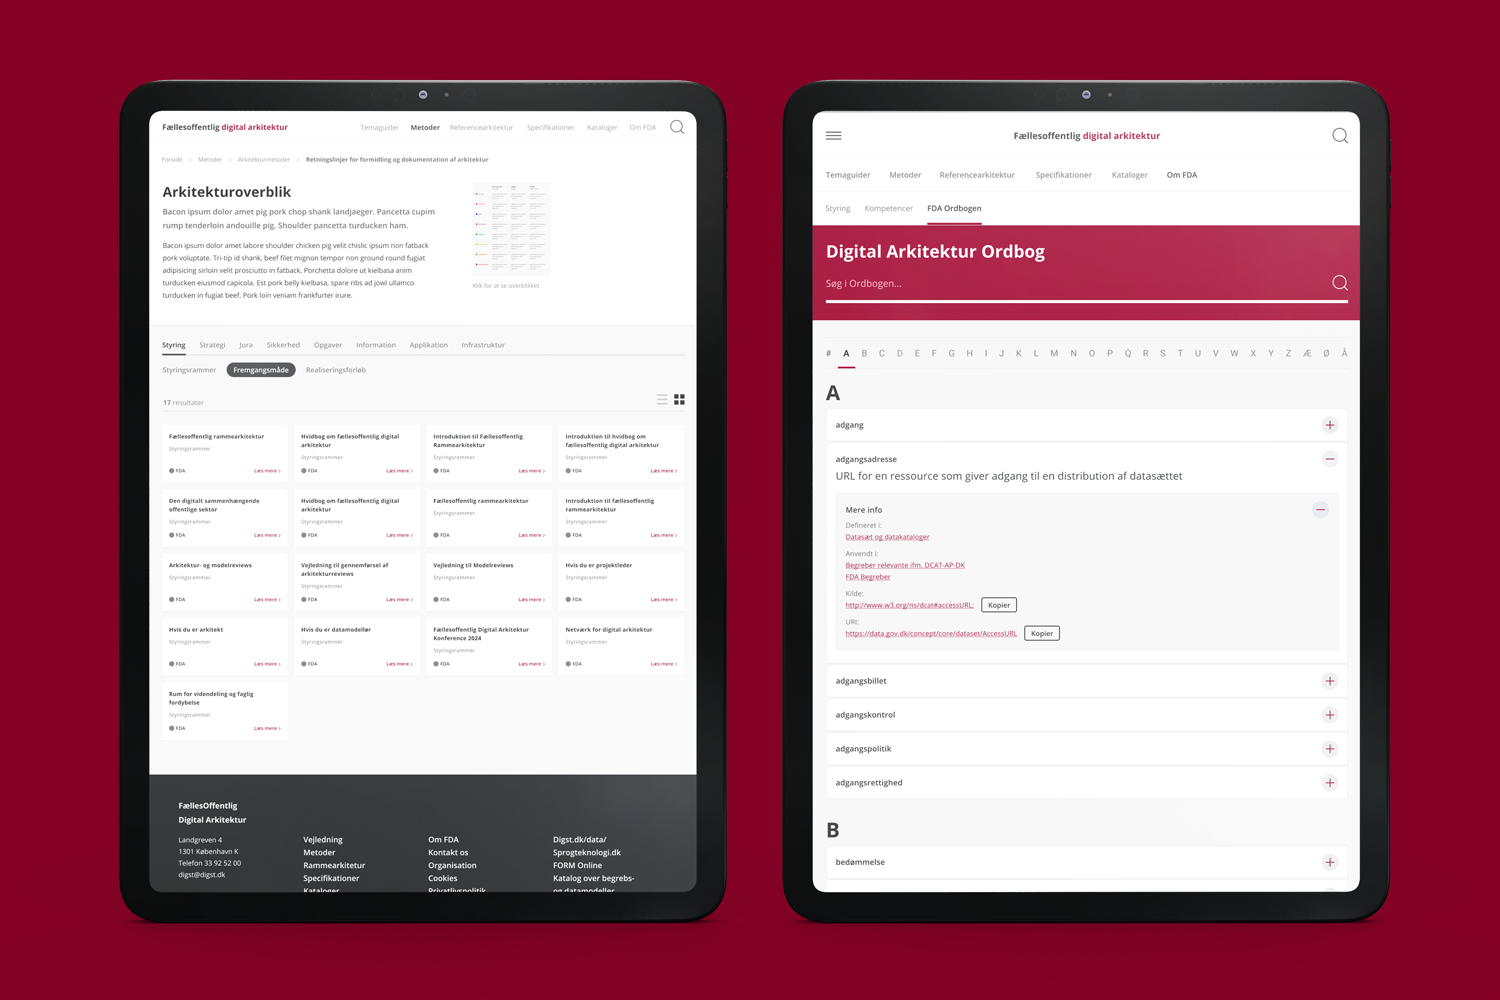 Fællesoffentlig digital arkitektur
Temaguider Metoder Referencearkitektur Specifikationer Kataloger Om FDA
Forside › Metoder › Arkitekturmetoder › Retningslinjer for formidling og dokumentation af arkitektur
Arkitekturoverblik
Bacon ipsum dolor amet pig pork chop shank landjaeger. Pancetta cupim
rump tenderloin andouille pig. Shoulder pancetta turducken ham.
Bacon ipsum dolor amet labore shoulder chicken pig velit chislic ipsum non fatback
pork voluptate. Tri-tip id shank, beef filet mignon tempor non ground round fugiat
adipisicing sirloin velit prosciutto in fatback. Porchetta dolore ut kielbasa anim
turducken eiusmod capicola. Est pork belly kielbasa, spare ribs ad jowl ullamco
turducken in fugiat beef. Pork loin veniam frankfurter irure.
Klik for at se overblikket
Styring Strategi Jura Sikkerhed Opgaver Information Applikation Infrastruktur
Styringsrammer Fremgangsmåde Realiseringsforløb
17 resultater
Fællesoffentlig rammearkitektur
Styringsrammer
FDA Læs mere ›
Hvidbog om fællesoffentlig digital
arkitektur
Styringsrammer
FDA Læs mere ›
Introduktion til Fællesoffentlig
Rammearkitektur
Styringsrammer
FDA Læs mere ›
Introduktion til hvidbog om
fællesoffentlig digital arkitektur
Styringsrammer
FDA Læs mere ›
Den digitalt sammenhængende
offentlige sektor
Styringsrammer
FDA Læs mere ›
Hvidbog om fællesoffentlig digital
arkitektur
Styringsrammer
FDA Læs mere ›
Fællesoffentlig rammearkitektur
Styringsrammer
FDA Læs mere ›
Introduktion til fællesoffentlig
rammearkitektur
Styringsrammer
FDA Læs mere ›
Arkitektur- og modelreviews
Styringsrammer
FDA Læs mere ›
Vejledning til gennemførsel af
arkitekturreviews
Styringsrammer
FDA Læs mere ›
Vejledning til Modelreviews
Styringsrammer
FDA Læs mere ›
Hvis du er projektleder
Styringsrammer
FDA Læs mere ›
Hvis du er arkitekt
Styringsrammer
FDA Læs mere ›
Hvis du er datamodellør
Styringsrammer
FDA Læs mere ›
Fællesoffentlig Digital Arkitektur
Konference 2024
Styringsrammer
FDA Læs mere ›
Netværk for digital arkitektur
Styringsrammer
FDA Læs mere ›
Rum for videndeling og faglig
fordybelse
Styringsrammer
FDA Læs mere ›
FællesOffentlig
Digital Arkitektur
Landgreven 4
1301 København K
Telefon 33 92 52 00
digst@digst.dk
Vejledning
Metoder
Rammearkitetur
Specifikationer
Kataloger
Om FDA
Kontakt os
Organisation
Cookies
Privatlivspolitik
Digst.dk/data/
Sprogteknologi.dk
FORM Online
Katalog over begrebs-
og datamodeller
Fællesoffentlig digital arkitektur
Temaguider Metoder Referencearkitektur Specifikationer Kataloger Om FDA
Styring Kompetencer FDA Ordbogen
Digital Arkitektur Ordbog
Søg i Ordbogen...
# A B C D E F G H I J K L M N O P Q R S T U V W X Y Z Æ Ø Å
A
adgang
adgangsadresse
URL for en ressource som giver adgang til en distribution af datasættet
Mere info
Defineret i:
Datasæt og datakataloger
Anvendt i:
Begreber relevante ifm. DCAT-AP-DK
FDA Begreber
Kilde:
http://www.w3.org/ns/dcat#accessURL; Kopier
URI:
https://data.gov.dk/concept/core/dataset/AccessURL Kopier
adgangsbillet
adgangskontrol
adgangspolitik
adgangsrettighed
B
bedømmelse